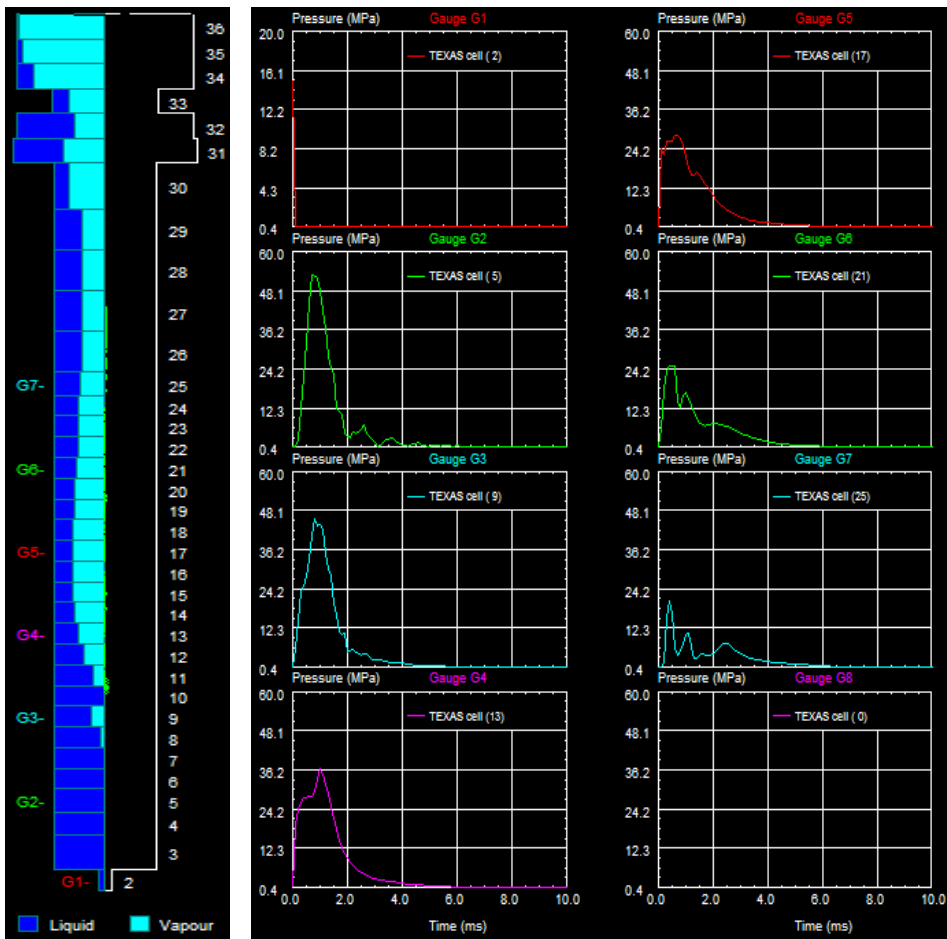 36
35
34
33
32
31
30
29
28
27
26
G7- 25
24
23
22
G6- 21
20
19
18
G5- 17
16
15
14
G4- 13
12
11
10
G3- 9
8
7
6
G2- 5
4
3
G1- 2
Liquid Vapour
Pressure (MPa) Gauge G1
20.0
TEXAS cell ( 2)
16.1
12.2
8.2
4.3
0.4
Pressure (MPa) Gauge G2
60.0
TEXAS cell ( 5)
48.1
36.2
24.2
12.3
0.4
Pressure (MPa) Gauge G3
60.0
TEXAS cell ( 9)
48.1
36.2
24.2
12.3
0.4
Pressure (MPa) Gauge G4
60.0
TEXAS cell (13)
48.1
36.2
24.2
12.3
0.4
0.0 2.0 4.0 6.0 8.0 10.0
Time (ms)
Pressure (MPa) Gauge G5
60.0
TEXAS cell (17)
48.1
36.2
24.2
12.3
0.4
Pressure (MPa) Gauge G6
60.0
TEXAS cell (21)
48.1
36.2
24.2
12.3
0.4
Pressure (MPa) Gauge G7
60.0
TEXAS cell (25)
48.1
36.2
24.2
12.3
0.4
Pressure (MPa) Gauge G8
60.0
TEXAS cell ( 0)
48.1
36.2
24.2
12.3
0.4
0.0 2.0 4.0 6.0 8.0 10.0
Time (ms)